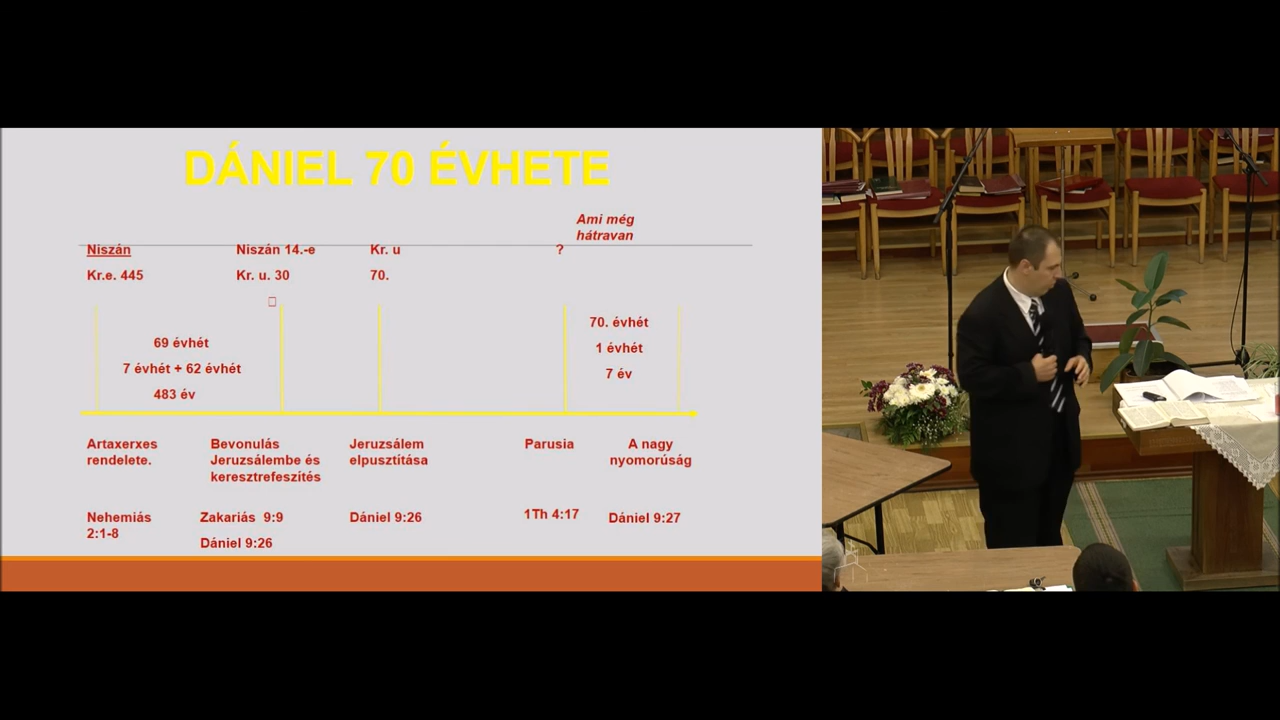 DÁNIEL 70 ÉVHETE
Ami még
hátravan
Niszán
Niszán 14.-e
Kr. u
?
Kr.e. 445
Kr. u. 30
70.
69 évhét
7 évhét + 62 évhét
483 év
70. évhét
1 évhét
7 év
Artaxerxes
rendelete.
Bevonulás
Jeruzsálembe és
keresztrefeszítés
Jeruzsálem
elpusztítása
Parusia
A nagy
nyomorúság
Nehemiás
2:1-8
Zakariás 9:9
Dániel 9:26
Dániel 9:26
1Th 4:17
Dániel 9:27